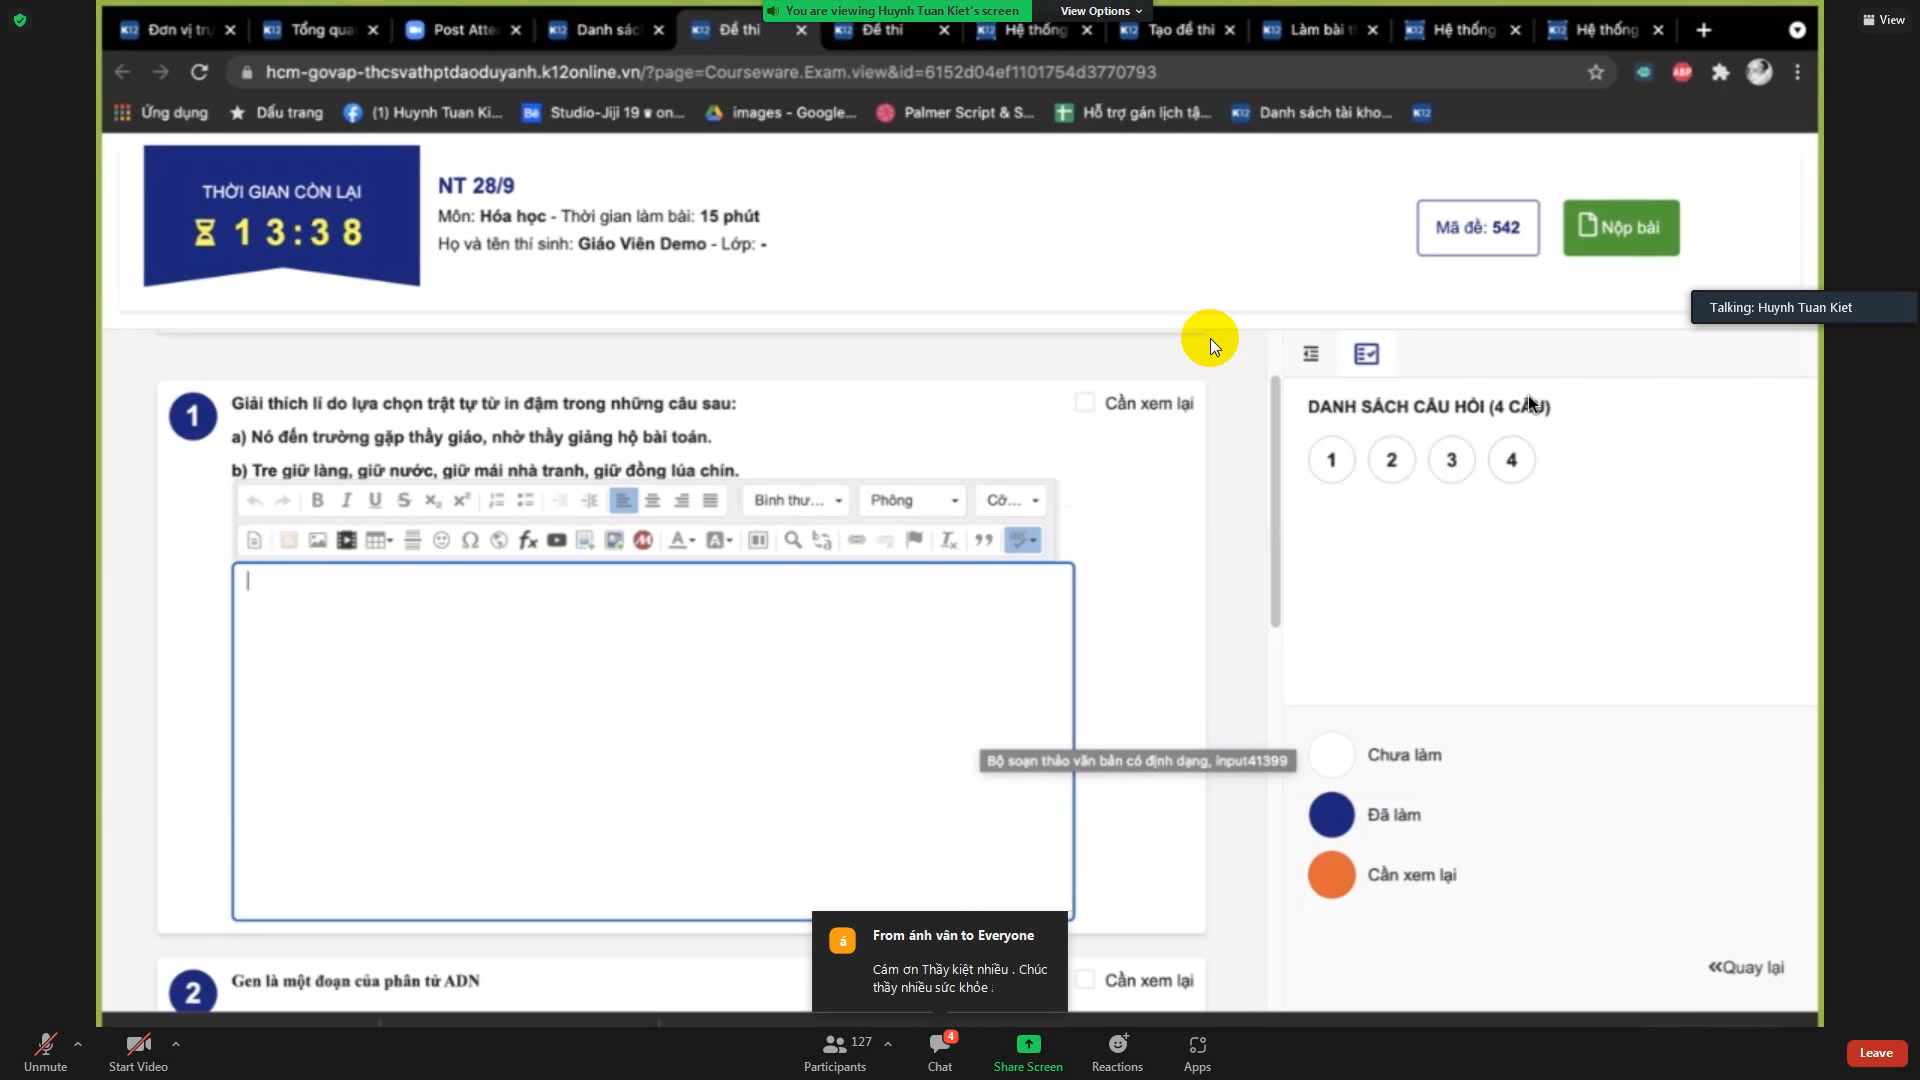 You are viewing Huynh Tuan Kiet's screen
View Options
View
Đơn vị trư
Tổng qua
Post Atte
Danh sác
Đề thi
Đề thi
Hệ thống
Tạo đề thi
Làm bài t
Hệ thống
Hệ thống
hcm-govap-thcsvathptdaoduyanh.k12online.vn/?page=Courseware.Exam.view&id=6152d04ef1101754d3770793
ABP
Ứng dụng
Dấu trang
(1) Huynh Tuan Ki...
Studio-Jiji 19 ♛ on...
images - Google...
Palmer Script & S...
Hỗ trợ gán lịch tậ...
Danh sách tài kho...
THỜI GIAN CÒN LẠI
13:38
NT 28/9
Môn: Hóa học - Thời gian làm bài: 15 phút
Họ và tên thí sinh: Giáo Viên Demo - Lớp: -
Mã đề: 542
Nộp bài
Talking: Huynh Tuan Kiet
1
Giải thích lí do lựa chọn trật tự từ in đậm trong những câu sau:
Cần xem lại
a) Nó đến trường gặp thầy giáo, nhờ thầy giảng hộ bài toán.
b) Tre giữ làng, giữ nước, giữ mái nhà tranh, giữ đồng lúa chín.
Bình thư...
Phông
Cỡ...
Bộ soạn thảo văn bản có định dạng, input41399
DANH SÁCH CÂU HỎI (4 CÂU)
1
2
3
4
Chưa làm
Đã làm
Cần xem lại
Quay lại
2
Gen là một đoạn của phân tử ADN
Cần xem lại
á
From ánh vân to Everyone
Cám ơn Thầy kiệt nhiều . Chúc
thầy nhiều sức khỏe .
Unmute
Start Video
127
Participants
4
Chat
Share Screen
Reactions
Apps
Leave